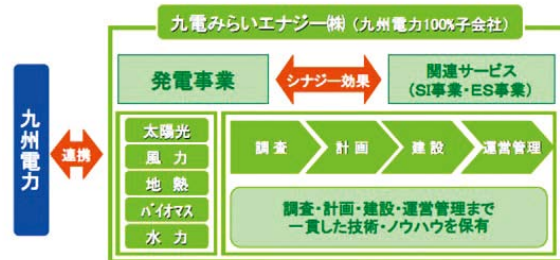 九電みらいエナジー㈱（九州電力100%子会社）
発電事業
シナジー効果
関連サービス
（SI事業・ES事業）
九州電力
連携
太陽光
風力
地熱
バイオマス
水力
調査
計画
建設
運営管理
調査・計画・建設・運営管理まで
一貫した技術・ノウハウを保有